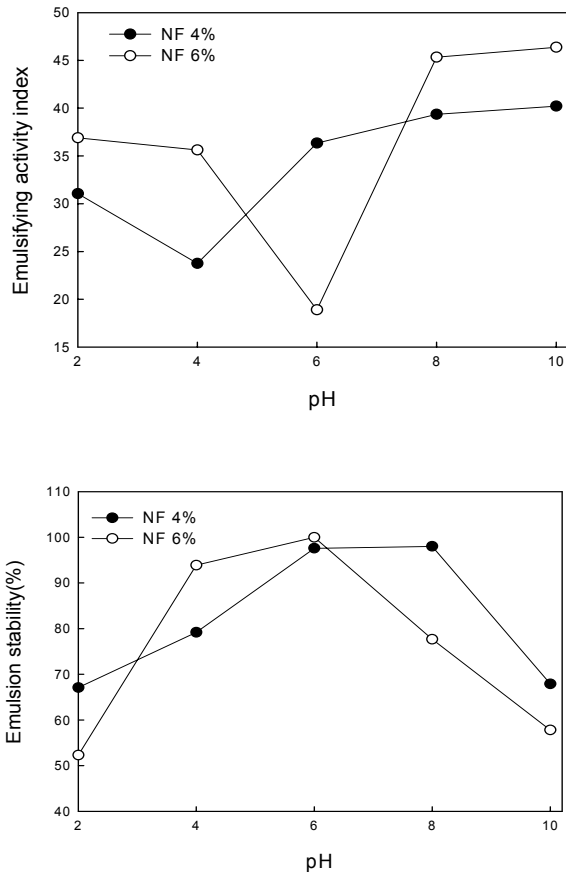 50
45
40
35
30
25
20
15
Emulsifying activity index
NF 4%
NF 6%
2 4 6 8 10
pH
110
100
90
80
70
60
50
40
Emulsion stability(%)
NF 4%
NF 6%
2 4 6 8 10
pH